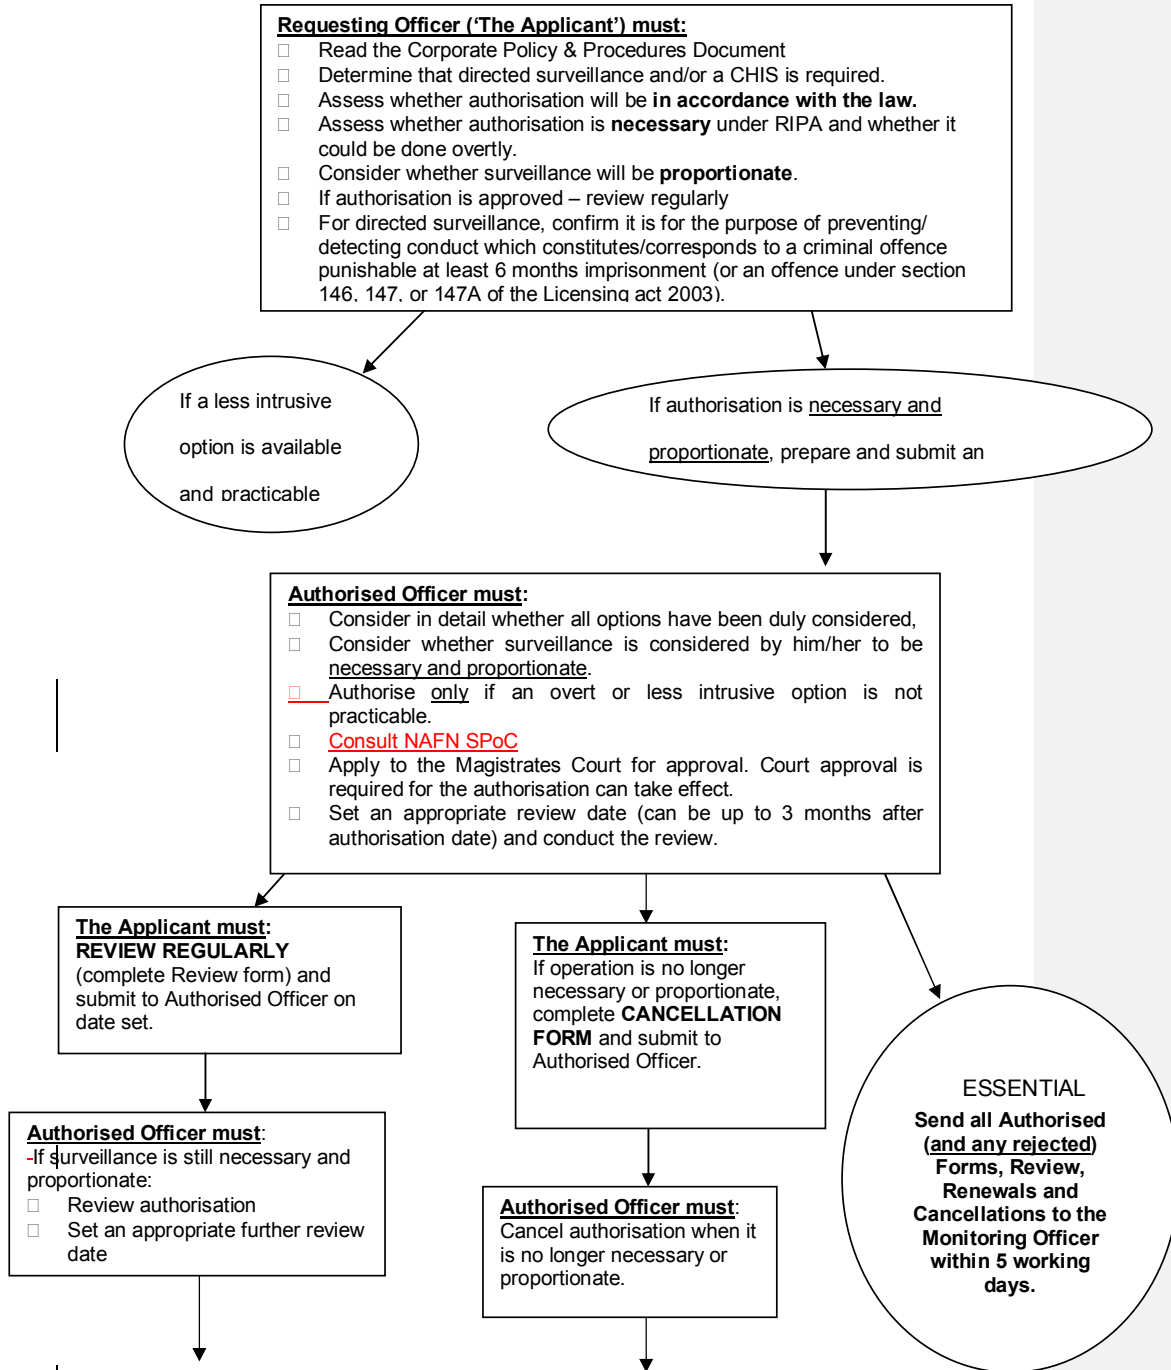 Requesting Officer (‘The Applicant’) must:
☐ Read the Corporate Policy & Procedures Document
☐ Determine that directed surveillance and/or a CHIS is required.
☐ Assess whether authorisation will be in accordance with the law.
☐ Assess whether authorisation is necessary under RIPA and whether it
could be done overtly.
☐ Consider whether surveillance will be proportionate.
☐ If authorisation is approved – review regularly
☐ For directed surveillance, confirm it is for the purpose of preventing/
detecting conduct which constitutes/corresponds to a criminal offence
punishable at least 6 months imprisonment (or an offence under section
146, 147, or 147A of the Licensing act 2003).
If a less intrusive
option is available
and practicable
If authorisation is necessary and
proportionate, prepare and submit an
Authorised Officer must:
☐ Consider in detail whether all options have been duly considered,
☐ Consider whether surveillance is considered by him/her to be
necessary and proportionate.
☐ Authorise only if an overt or less intrusive option is not
practicable.
☐ Consult NAFN SPoC
☐ Apply to the Magistrates Court for approval. Court approval is
required for the authorisation can take effect.
☐ Set an appropriate review date (can be up to 3 months after
authorisation date) and conduct the review.
The Applicant must:
REVIEW REGULARLY
(complete Review form) and
submit to Authorised Officer on
date set.
The Applicant must:
If operation is no longer
necessary or proportionate,
complete CANCELLATION
FORM and submit to
Authorised Officer.
ESSENTIAL
Send all Authorised
(and any rejected)
Forms, Review,
Renewals and
Cancellations to the
Monitoring Officer
within 5 working
days.
Authorised Officer must:
-If surveillance is still necessary and
proportionate:
☐ Review authorisation
☐ Set an appropriate further review
date
Authorised Officer must:
Cancel authorisation when it
is no longer necessary or
proportionate.